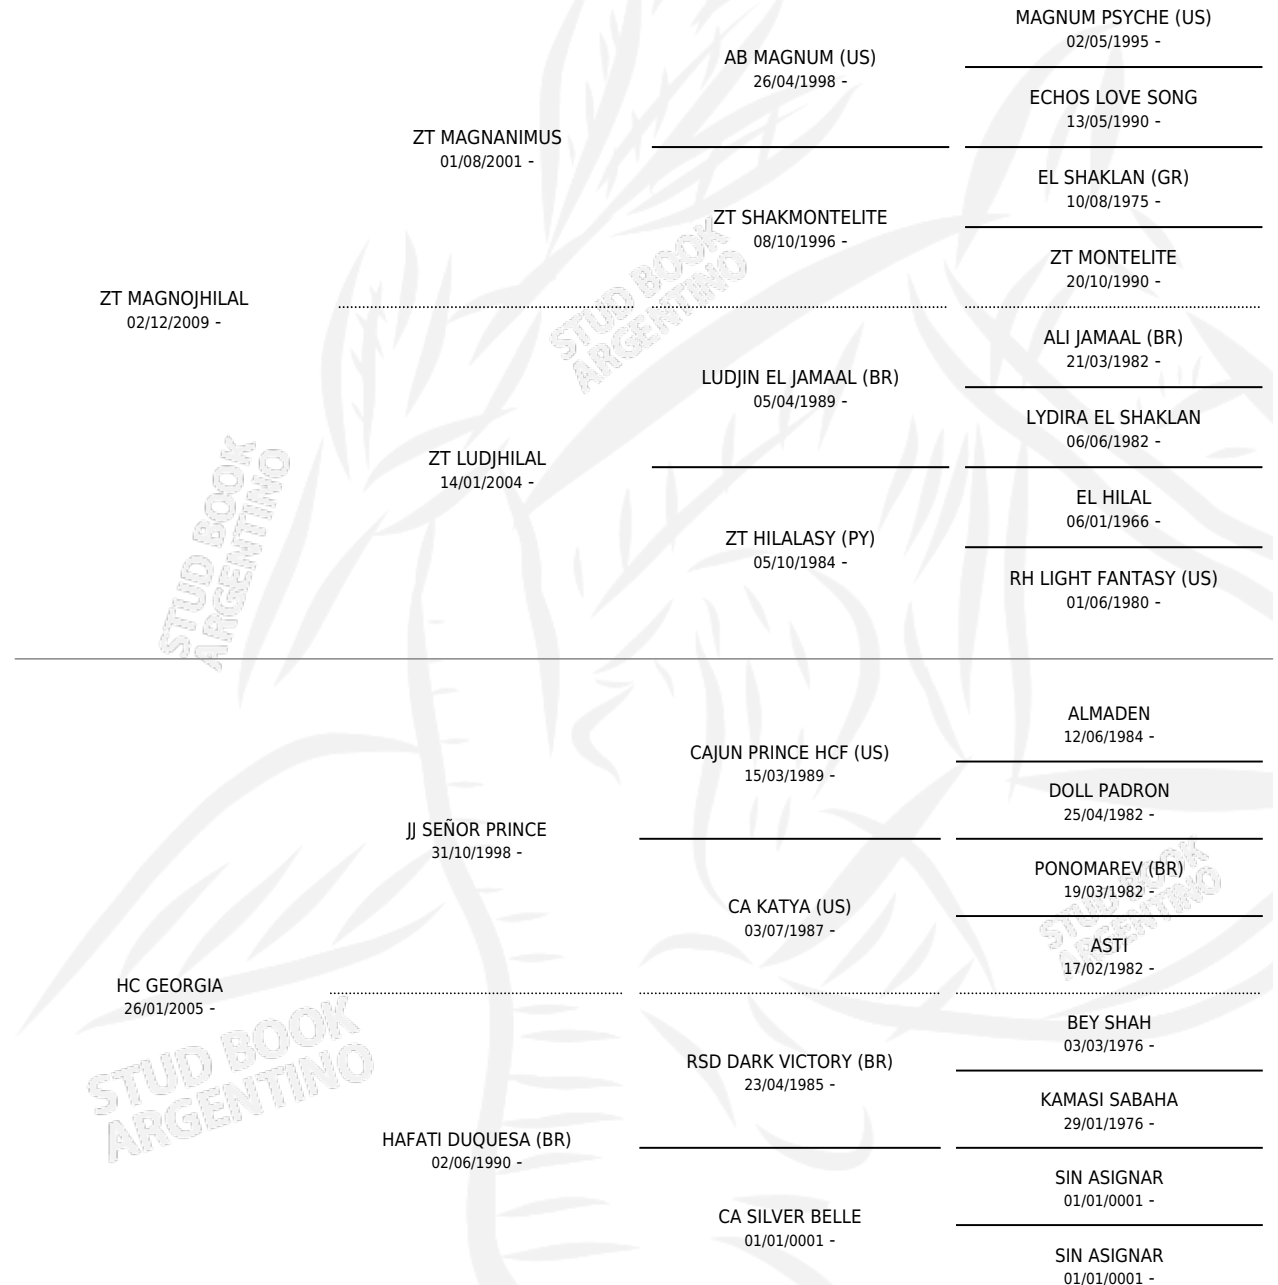 MAGNUM PSYCHE (US)
02/05/1995 -
AB MAGNUM (US)
26/04/1998 -
ECHOS LOVE SONG
13/05/1990 -
ZT MAGNANIMUS
01/08/2001 -
EL SHAKLAN (GR)
10/08/1975 -
ZT SHAKMONTELITE
08/10/1996 -
ZT MONTELITE
20/10/1990 -
ZT MAGNOJHILAL
02/12/2009 -
ALI JAMAAL (BR)
21/03/1982 -
LUDJIN EL JAMAAL (BR)
05/04/1989 -
LYDIRA EL SHAKLAN
06/06/1982 -
ZT LUDJHILAL
14/01/2004 -
EL HILAL
06/01/1966 -
ZT HILALASY (PY)
05/10/1984 -
RH LIGHT FANTASY (US)
01/06/1980 -
ALMADEN
12/06/1984 -
CAJUN PRINCE HCF (US)
15/03/1989 -
DOLL PADRON
25/04/1982 -
JJ SEÑOR PRINCE
31/10/1998 -
PONOMAREV (BR)
19/03/1982 -
CA KATYA (US)
03/07/1987 -
ASTI
17/02/1982 -
HC GEORGIA
26/01/2005 -
BEY SHAH
03/03/1976 -
RSD DARK VICTORY (BR)
23/04/1985 -
KAMASI SABAHA
29/01/1976 -
HAFATI DUQUESA (BR)
02/06/1990 -
SIN ASIGNAR
01/01/0001 -
CA SILVER BELLE
01/01/0001 -
SIN ASIGNAR
01/01/0001 -
STUD BOOK
ARGENTINO
STUD BOOK
ARGENTINO
STUD BOOK
ARGENTINO
STUD BOOK
ARGENTINO